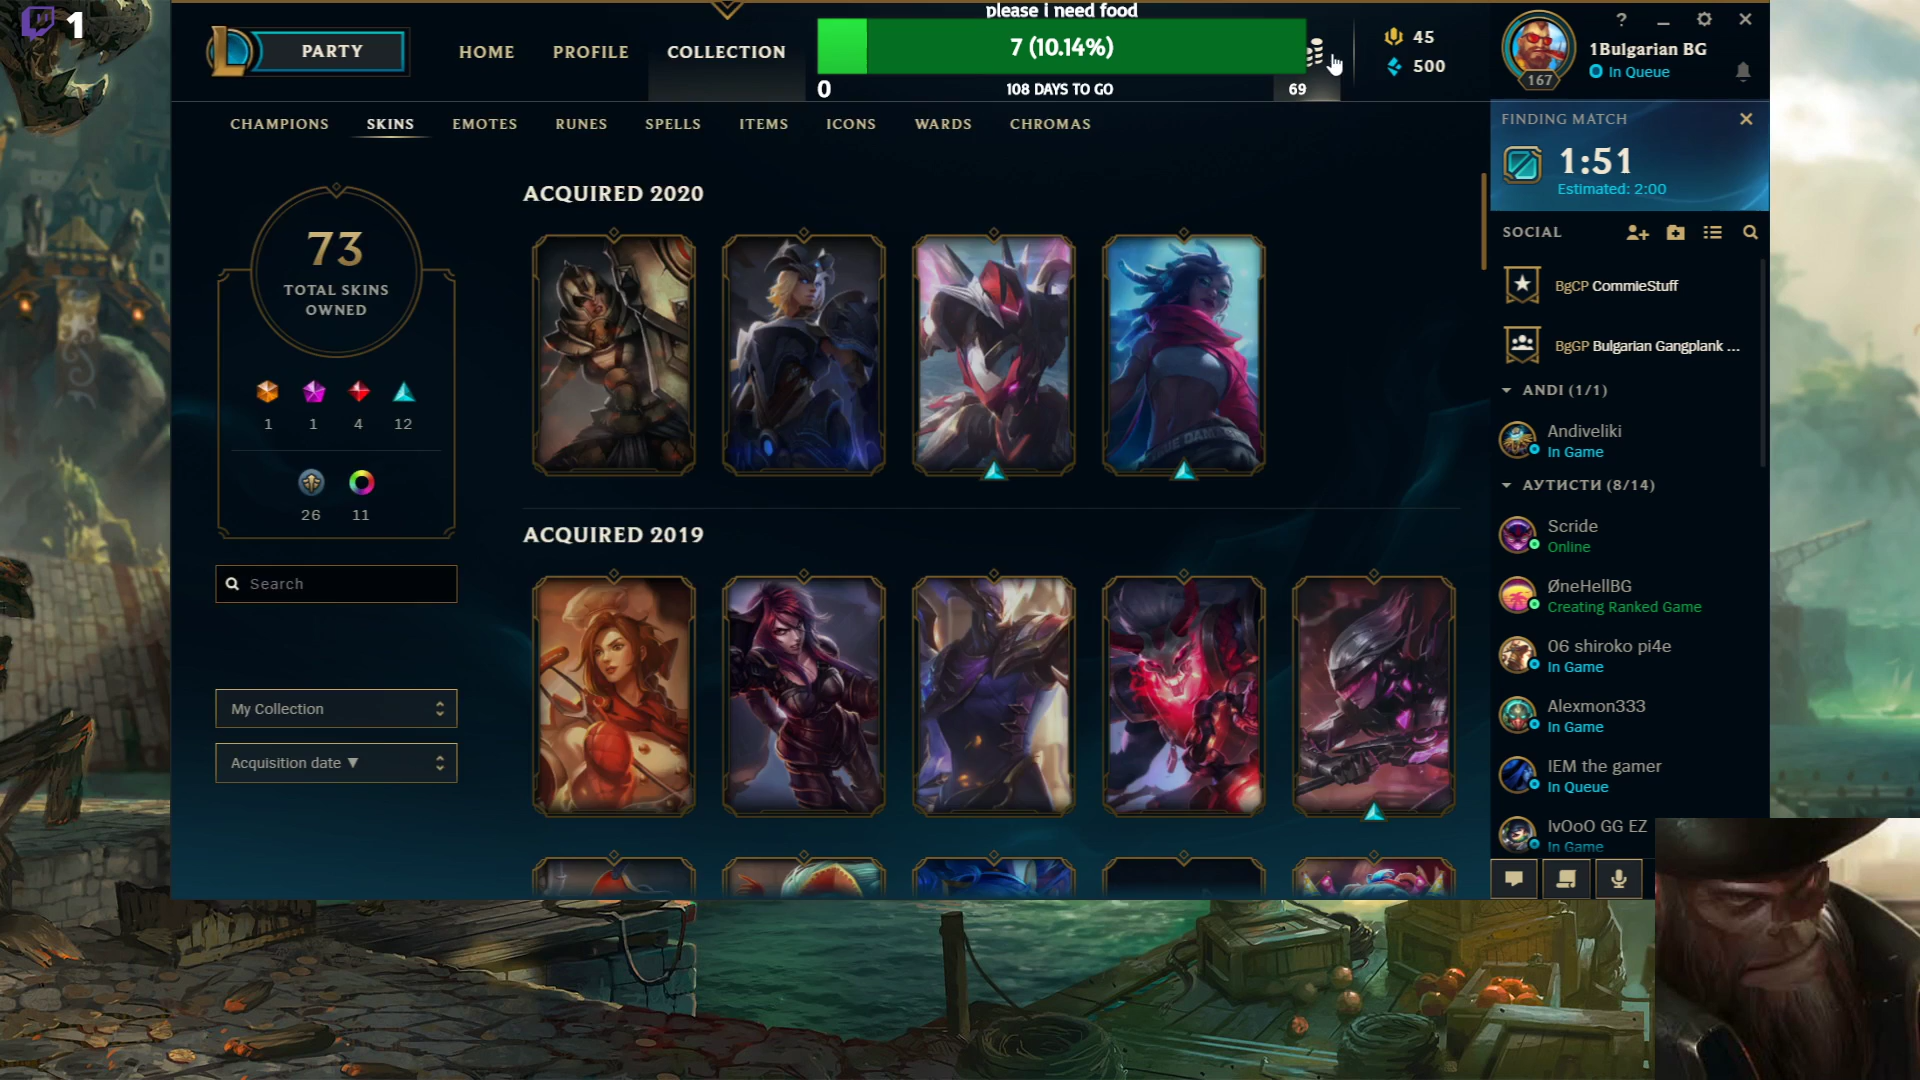 1
please i need food
PARTY
HOME
PROFILE
COLLECTION
7 (10.14%)
0
108 DAYS TO GO
69
45
500
167
1Bulgarian BG
In Queue
CHAMPIONS
SKINS
EMOTES
RUNES
SPELLS
ITEMS
ICONS
WARDS
CHROMAS
73
TOTAL SKINS
OWNED
1
1
4
12
26
11
Search
My Collection
Acquisition date ▼
ACQUIRED 2020
ACQUIRED 2019
FINDING MATCH
1:51
Estimated: 2:00
SOCIAL
BgCP CommieStuff
BgGP Bulgarian Gangplank ...
ANDI (1/1)
Andiveliki
In Game
АУТИСТИ (8/14)
Scride
Online
ØneHellBG
Creating Ranked Game
06 shiroko pi4e
In Game
Alexmon333
In Game
IEM the gamer
In Queue
IvOoO GG EZ
In Game